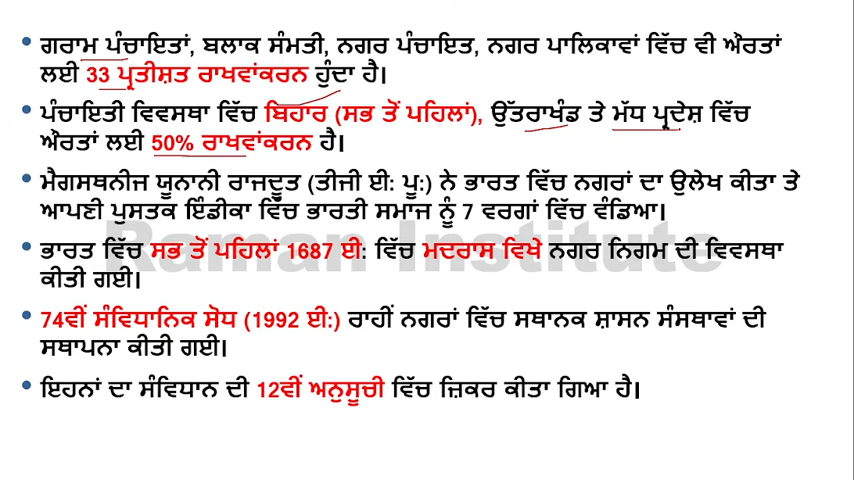 • ਗਰਾਮ ਪੰਚਾਇਤਾਂ, ਬਲਾਕ ਸੰਮਤੀ, ਨਗਰ ਪੰਚਾਇਤ, ਨਗਰ ਪਾਲਿਕਾਵਾਂ ਵਿੱਚ ਵੀ ਔਰਤਾਂ
ਲਈ 33 ਪ੍ਰਤੀਸ਼ਤ ਰਾਖਵਾਂਕਰਨ ਹੁੰਦਾ ਹੈ।
• ਪੰਚਾਇਤੀ ਵਿਵਸਥਾ ਵਿੱਚ ਬਿਹਾਰ (ਸਭ ਤੋਂ ਪਹਿਲਾਂ), ਉੱਤਰਾਖੰਡ ਤੇ ਮੱਧ ਪ੍ਰਦੇਸ਼ ਵਿੱਚ
ਔਰਤਾਂ ਲਈ 50% ਰਾਖਵਾਂਕਰਨ ਹੈ।
• ਮੈਗਸਥਨੀਜ ਯੂਨਾਨੀ ਰਾਜਦੂਤ (ਤੀਜੀ ਈ: ਪੂ:) ਨੇ ਭਾਰਤ ਵਿੱਚ ਨਗਰਾਂ ਦਾ ਉਲੇਖ ਕੀਤਾ ਤੇ
ਆਪਣੀ ਪੁਸਤਕ ਇੰਡੀਕਾ ਵਿੱਚ ਭਾਰਤੀ ਸਮਾਜ ਨੂੰ 7 ਵਰਗਾਂ ਵਿੱਚ ਵੰਡਿਆ।
• ਭਾਰਤ ਵਿੱਚ ਸਭ ਤੋਂ ਪਹਿਲਾਂ 1687 ਈ: ਵਿੱਚ ਮਦਰਾਸ ਵਿਖੇ ਨਗਰ ਨਿਗਮ ਦੀ ਵਿਵਸਥਾ
Raman Institute
ਕੀਤੀ ਗਈ।
• 74ਵੀਂ ਸੰਵਿਧਾਨਿਕ ਸੋਧ (1992 ਈ:) ਰਾਹੀਂ ਨਗਰਾਂ ਵਿੱਚ ਸਥਾਨਕ ਸ਼ਾਸਨ ਸੰਸਥਾਵਾਂ ਦੀ
ਸਥਾਪਨਾ ਕੀਤੀ ਗਈ।
• ਇਹਨਾਂ ਦਾ ਸੰਵਿਧਾਨ ਦੀ 12ਵੀਂ ਅਨੁਸੂਚੀ ਵਿੱਚ ਜ਼ਿਕਰ ਕੀਤਾ ਗਿਆ ਹੈ।